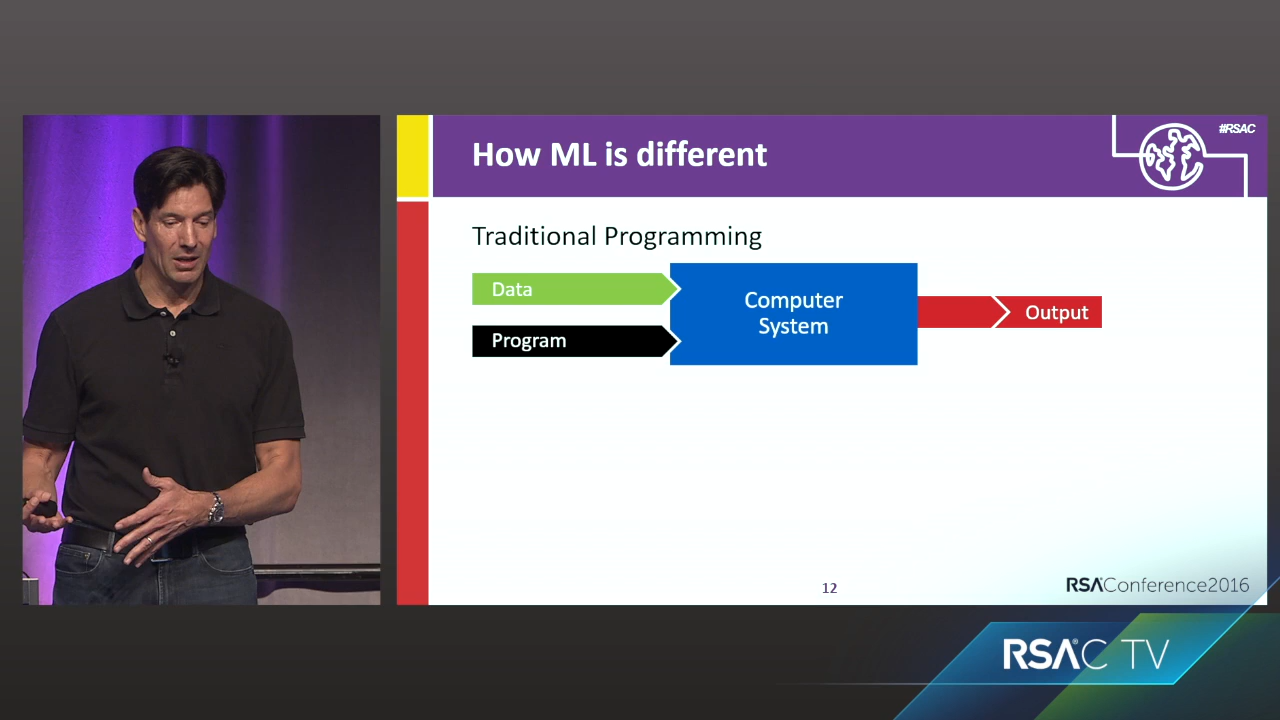 #RSAC
How ML is different
Traditional Programming
Data
Program
Computer
System
Output
12
RSAConference2016
RSAC TV